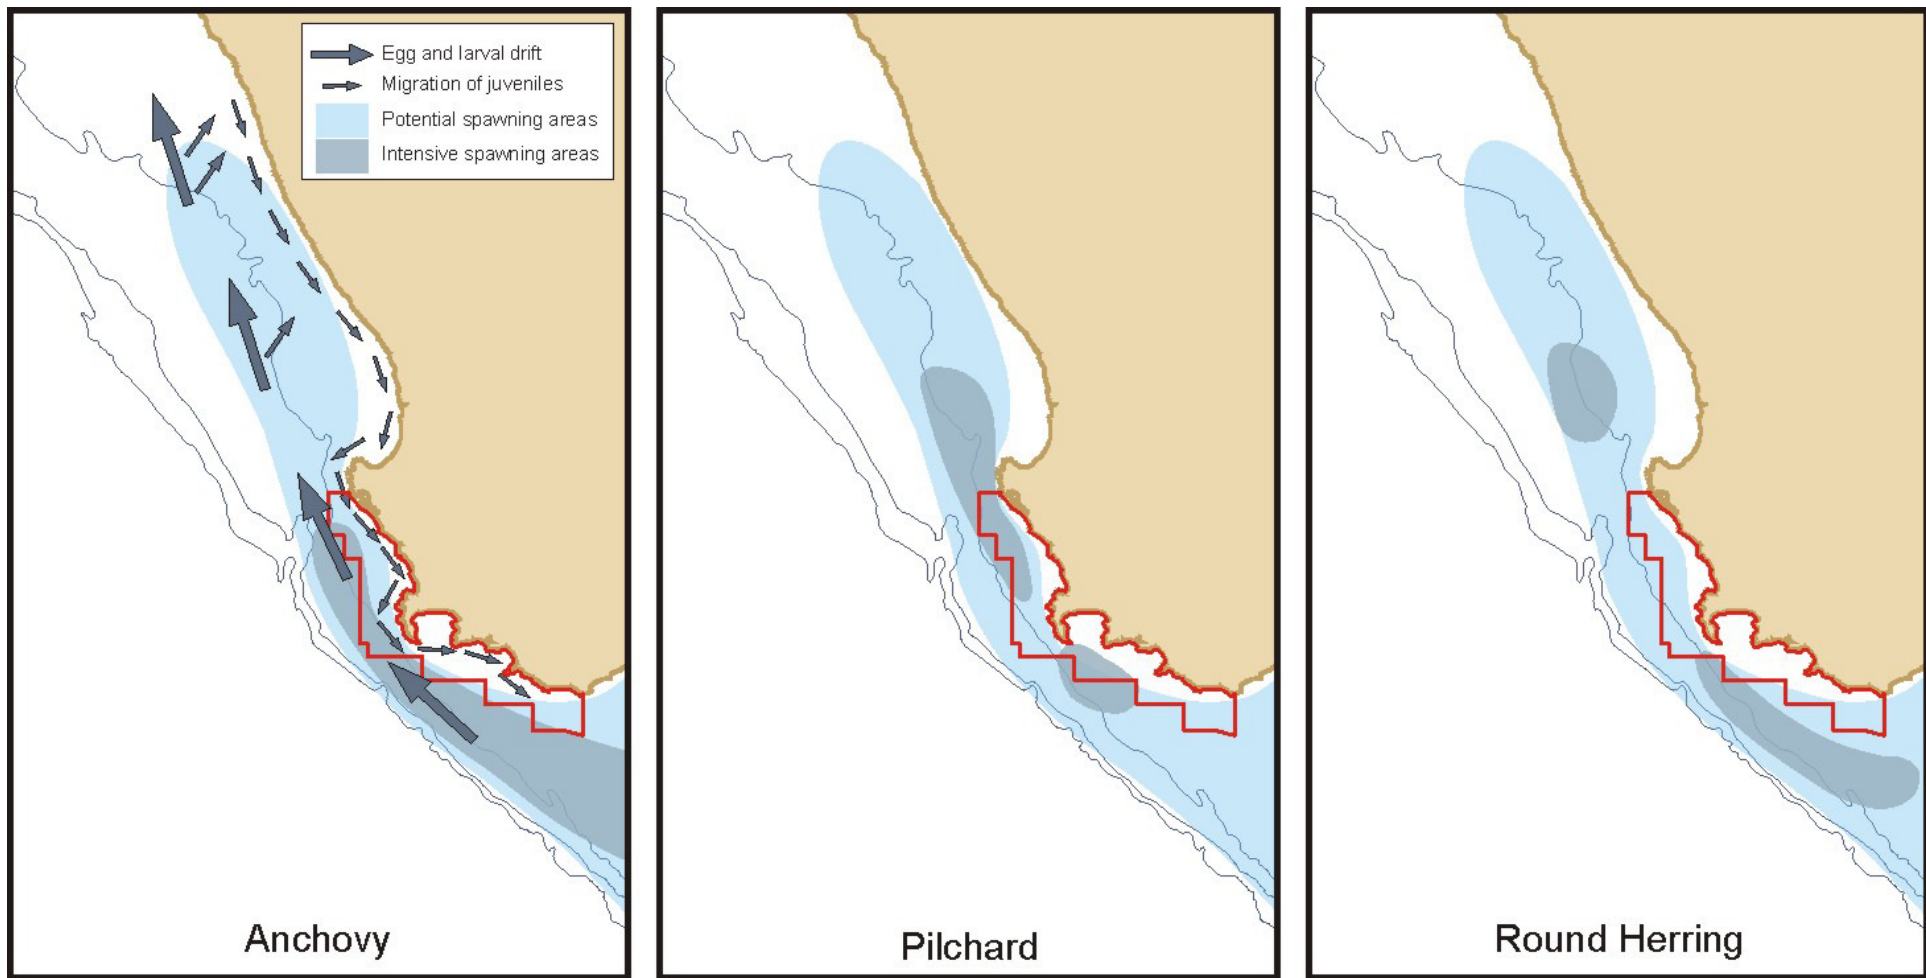 Egg and larval drift
Migration of juveniles
Potential spawning areas
Intensive spawning areas
Anchovy
Pilchard
Round Herring